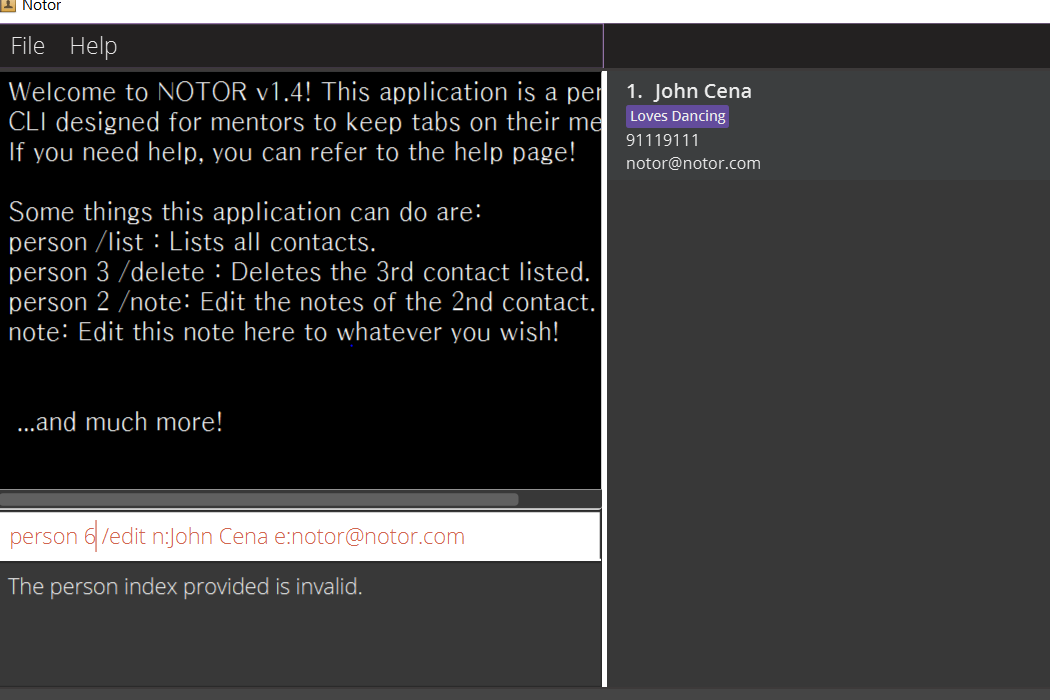 Notor
File Help
Welcome to NOTOR v1.4! This application is a per
CLI designed for mentors to keep tabs on their me
If you need help, you can refer to the help page!
Some things this application can do are:
person /list : Lists all contacts.
person 3 /delete : Deletes the 3rd contact listed.
person 2 /note: Edit the notes of the 2nd contact.
note: Edit this note here to whatever you wish!
...and much more!
person 6 /edit n:John Cena e:notor@notor.com
The person index provided is invalid.
1. John Cena
Loves Dancing
91119111
notor@notor.com